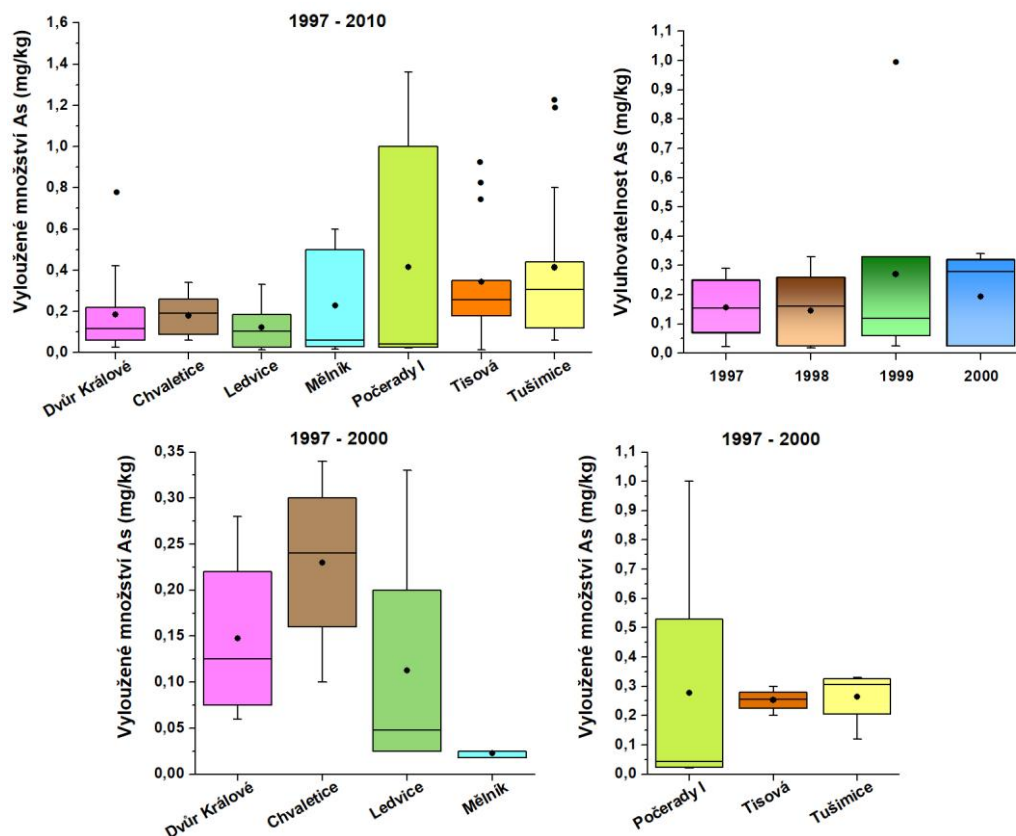 1997 - 2010
Vyloužené množství As (mg/kg)
1,6
1,4
1,2
1,0
0,8
0,6
0,4
0,2
0,0
Dvůr Králové
Chvaletice
Ledvice
Mělník
Počerady I
Tisová
Tušimice
Vyluhovatelnost As (mg/kg)
1,1
1,0
0,9
0,8
0,7
0,6
0,5
0,4
0,3
0,2
0,1
0,0
1997
1998
1999
2000
1997 - 2000
Vyloužené množství As (mg/kg)
0,35
0,30
0,25
0,20
0,15
0,10
0,05
0,00
Dvůr Králové
Chvaletice
Ledvice
Mělník
1997 - 2000
Vyloužené množství As (mg/kg)
1,1
1,0
0,9
0,8
0,7
0,6
0,5
0,4
0,3
0,2
0,1
0,0
Počerady I
Tisová
Tušimice